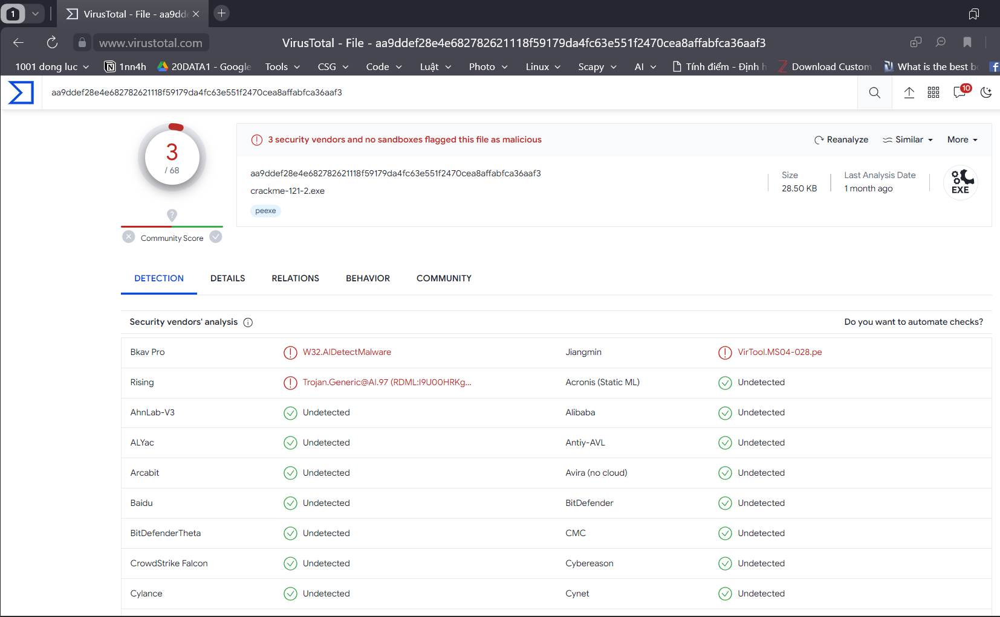 1
VirusTotal - File - aa9dd
www.virustotal.com
VirusTotal - File - aa9ddef28e4e682782621118f59179da4fc63e551f2470cea8affabfca36aaf3
1001 dong luc
1nn4h
20DATA1 - Google
Tools
CSG
Code
Luật
Photo
Linux
Scapy
AI
Tính điểm - Định h
Download Custom
What is the best b
aa9ddef28e4e682782621118f59179da4fc63e551f2470cea8affabfca36aaf3
10
3
/ 68
Community Score
3 security vendors and no sandboxes flagged this file as malicious
Reanalyze
Similar
More
aa9ddef28e4e682782621118f59179da4fc63e551f2470cea8affabfca36aaf3
crackme-121-2.exe
peexe
Size
28.50 KB
Last Analysis Date
1 month ago
EXE
DETECTION
DETAILS
RELATIONS
BEHAVIOR
COMMUNITY
Security vendors' analysis
Do you want to automate checks?
Bkav Pro
W32.AIDetectMalware
Jiangmin
VirTool.MS04-028.pe
Rising
Trojan.Generic@AI.97 (RDML:I9U00HRKg...
Acronis (Static ML)
Undetected
AhnLab-V3
Undetected
Alibaba
Undetected
ALYac
Undetected
Antiy-AVL
Undetected
Arcabit
Undetected
Avira (no cloud)
Undetected
Baidu
Undetected
BitDefender
Undetected
BitDefenderTheta
Undetected
CMC
Undetected
CrowdStrike Falcon
Undetected
Cybereason
Undetected
Cylance
Undetected
Cynet
Undetected